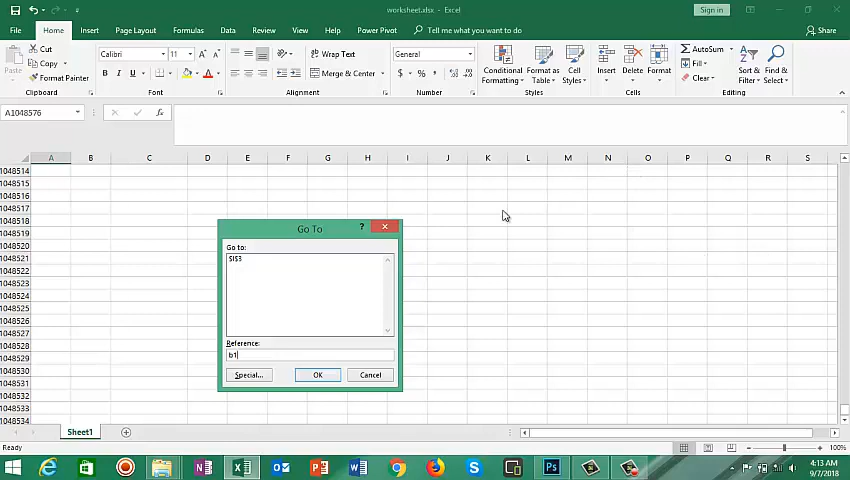 worksheet.xlsx - Excel
Sign in
File
Home
Insert
Page Layout
Formulas
Data
Review
View
Help
Power Pivot
Tell me what you want to do
Share
Paste
Cut
Copy
Format Painter
Clipboard
Calibri
11
B I U
Font
Wrap Text
Merge & Center
Alignment
General
$ % ,
Number
Conditional Formatting
Format as Table
Cell Styles
Styles
Insert
Delete
Format
Cells
AutoSum
Fill
Clear
Sort & Filter
Find & Select
Editing
A1048576
fx
A B C D E F G H I J K L M N O P Q R S
1048514
1048515
1048516
1048517
1048518
1048519
1048520
1048521
1048522
1048523
1048524
1048525
1048526
1048527
1048528
1048529
1048530
1048531
1048532
1048533
1048534
Go To
?
Go to:
$I$3
Reference:
b1
Special...
OK
Cancel
Sheet1
Ready
100%
4:13 AM
9/7/2018